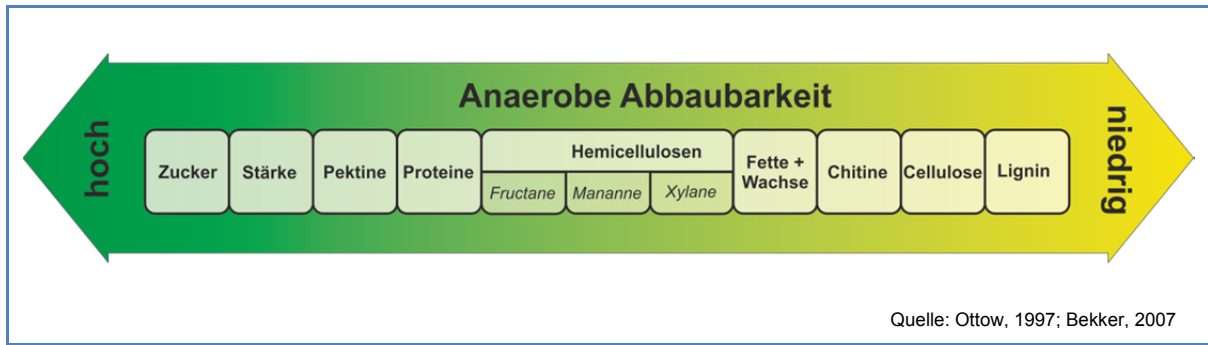 Anaerobe Abbaubarkeit
hoch
Zucker
Stärke
Pektine
Proteine
Hemicellulosen
Fructane
Mananne
Xylane
Fette +
Wachse
Chitine
Cellulose
Lignin
niedrig
Quelle: Ottow, 1997; Bekker, 2007